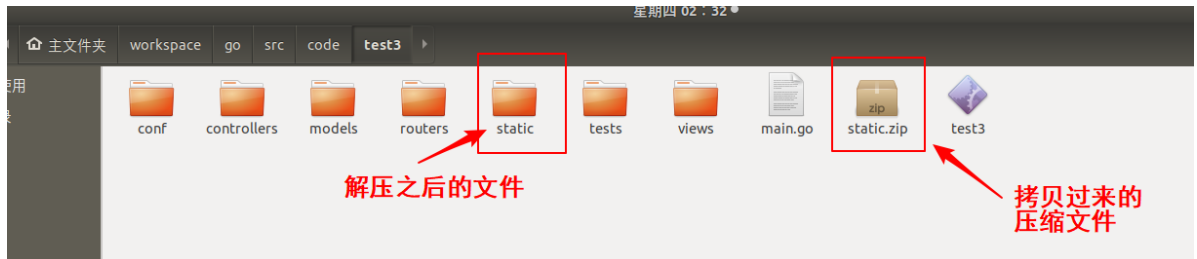 星期四 02:32
主文件夹 workspace go src code test3
使用
conf controllers models routers static tests views main.go static.zip test3
zip
解压之后的文件
拷贝过来的
压缩文件